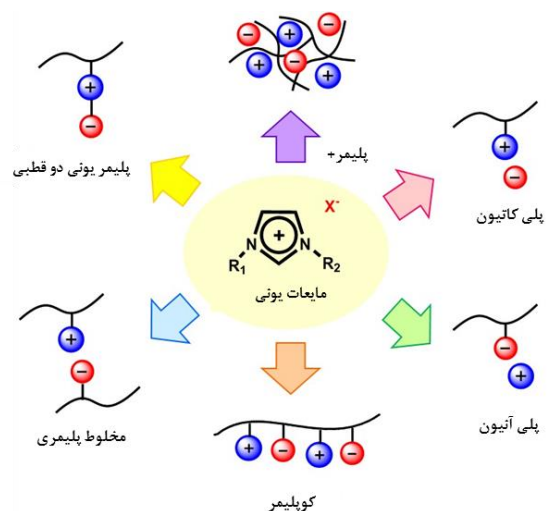 پلیمر+
پلیمر یونی دو قطبی
پلی کاتیون
X⁻
+
N N
R₁ R₂
مایعات یونی
مخلوط پلیمری
پلی آنیون
کوپلیمر